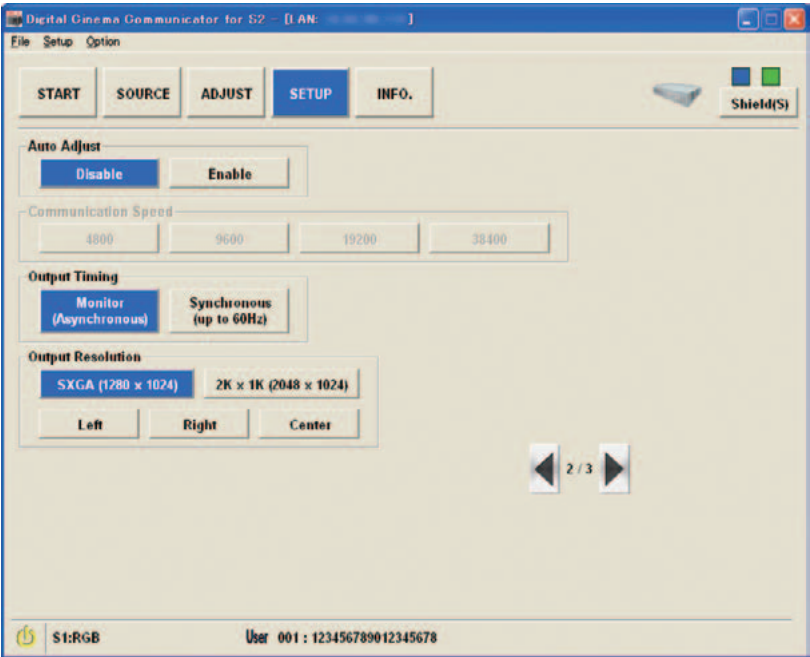 Digital Cinema Communicator for S2 - [LAN: ]
File Setup Option
START SOURCE ADJUST SETUP INFO. Shield(S)
Auto Adjust
Disable Enable
Communication Speed
4800 9600 19200 38400
Output Timing
Monitor (Asynchronous) Synchronous (up to 60Hz)
Output Resolution
SXGA (1280 x 1024) 2K x 1K (2048 x 1024)
Left Right Center
2 / 3
S1:RGB User 001 : 123456789012345678